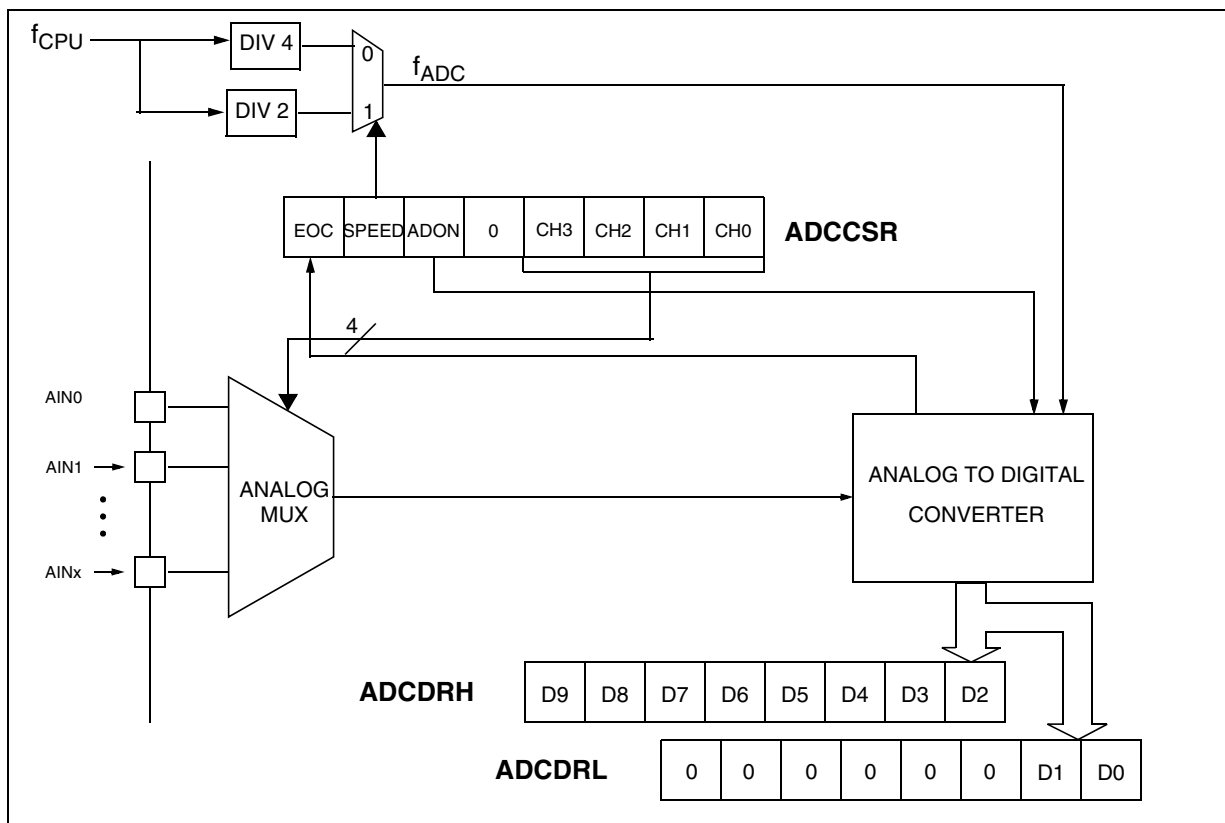 fCPU
DIV 4
0
fADC
DIV 2
1
EOC SPEED ADON 0 CH3 CH2 CH1 CH0
ADCCSR
4
AIN0
AIN1
ANALOG
MUX
AINx
ANALOG TO DIGITAL
CONVERTER
ADCDRH
D9 D8 D7 D6 D5 D4 D3 D2
ADCDRL
0 0 0 0 0 0 D1 D0